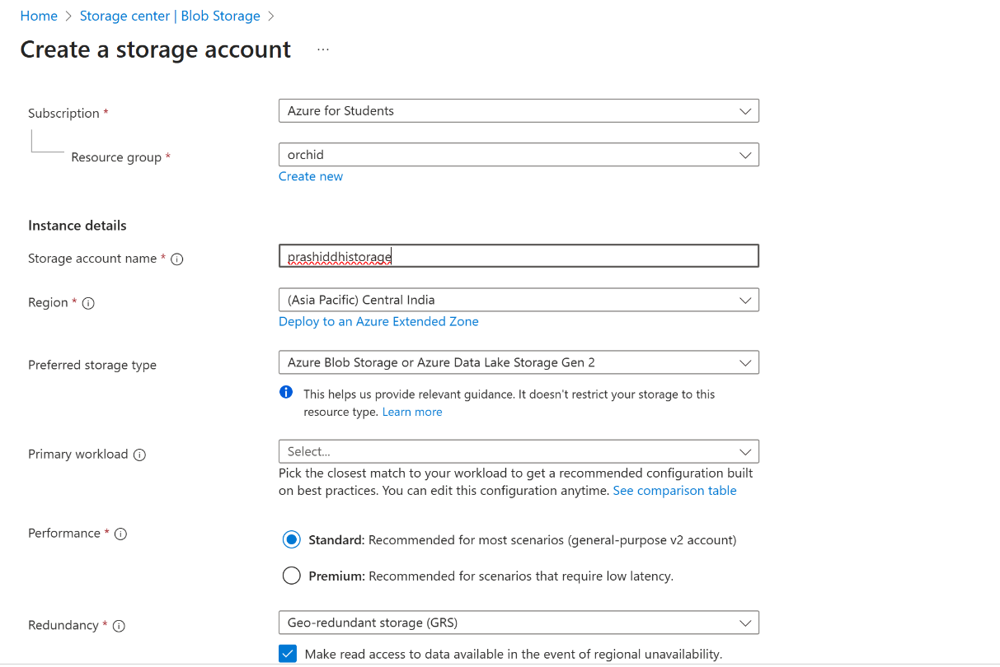 Home > Storage center | Blob Storage >
Create a storage account ...
Subscription *
Azure for Students
Resource group *
orchid
Create new
Instance details
Storage account name *
prashiddhistorage
Region *
(Asia Pacific) Central India
Deploy to an Azure Extended Zone
Preferred storage type
Azure Blob Storage or Azure Data Lake Storage Gen 2
This helps us provide relevant guidance. It doesn't restrict your storage to this
resource type. Learn more
Primary workload
Select...
Pick the closest match to your workload to get a recommended configuration built
on best practices. You can edit this configuration anytime. See comparison table
Performance *
Standard: Recommended for most scenarios (general-purpose v2 account)
Premium: Recommended for scenarios that require low latency.
Redundancy *
Geo-redundant storage (GRS)
Make read access to data available in the event of regional unavailability.